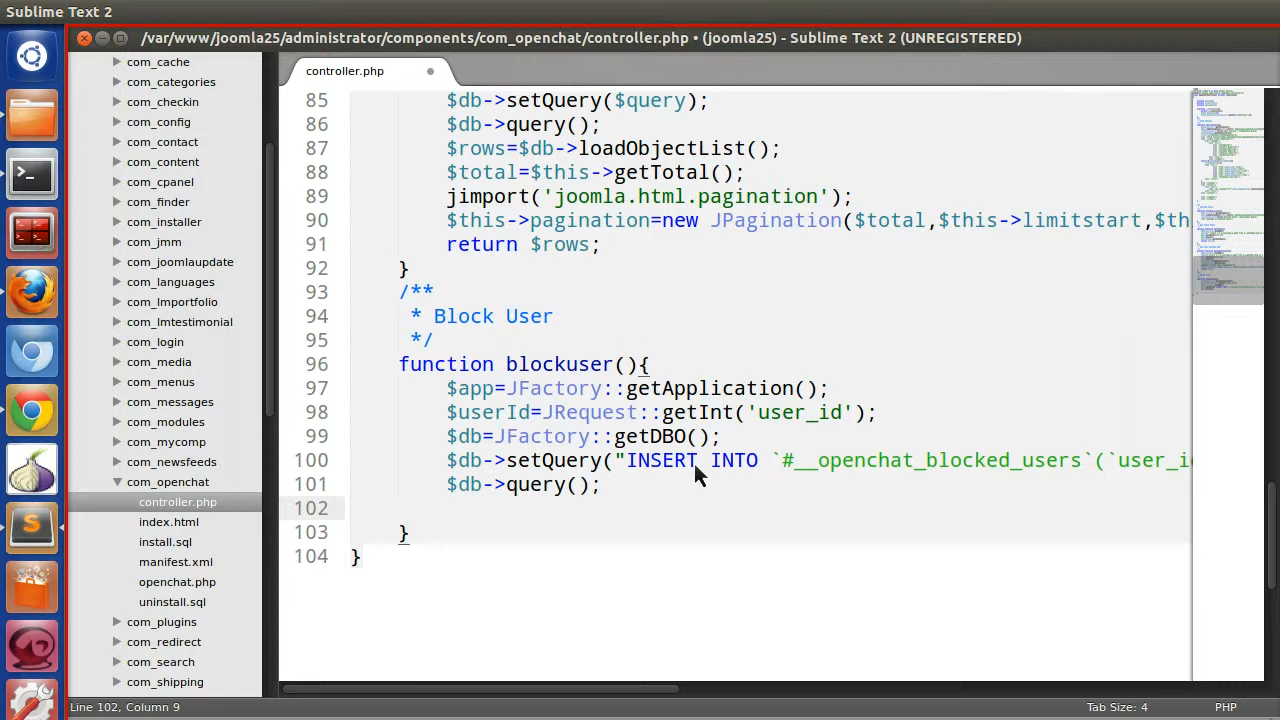 Sublime Text 2
/var/www/joomla25/administrator/components/com_openchat/controller.php • (joomla25) - Sublime Text 2 (UNREGISTERED)
com_cache
com_categories
com_checkin
com_config
com_contact
com_content
com_cpanel
com_finder
com_installer
com_jmm
com_joomlaupdate
com_languages
com_lmportfolio
com_lmtestimonial
com_login
com_media
com_menus
com_messages
com_modules
com_mycomp
com_newsfeeds
com_openchat
controller.php
index.html
install.sql
manifest.xml
openchat.php
uninstall.sql
com_plugins
com_redirect
com_search
com_shipping
controller.php
85 $db->setQuery($query);
86 $db->query();
87 $rows=$db->loadObjectList();
88 $total=$this->getTotal();
89 jimport('joomla.html.pagination');
90 $this->pagination=new JPagination($total,$this->limitstart,$th
91 return $rows;
92 }
93 /**
94 * Block User
95 */
96 function blockuser(){
97 $app=JFactory::getApplication();
98 $userId=JRequest::getInt('user_id');
99 $db=JFactory::getDBO();
100 $db->setQuery("INSERT INTO `#__openchat_blocked_users`(`user_id
101 $db->query();
102
103 }
104 }
Line 102, Column 9
Tab Size: 4
PHP